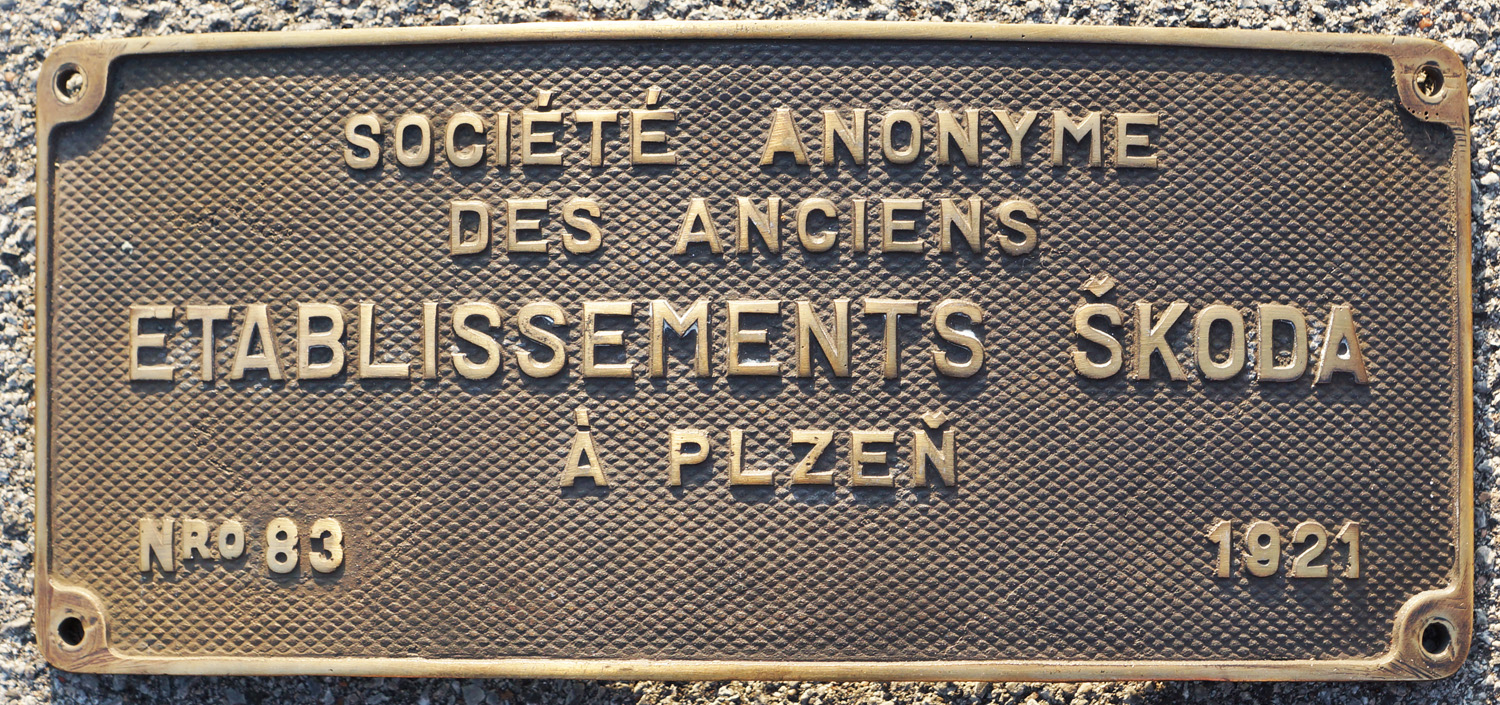 SOCIÉTÉ ANONYME
DES ANCIENS
ETABLISSEMENTS ŠKODA
À PLZEŇ
NRO 83 1921